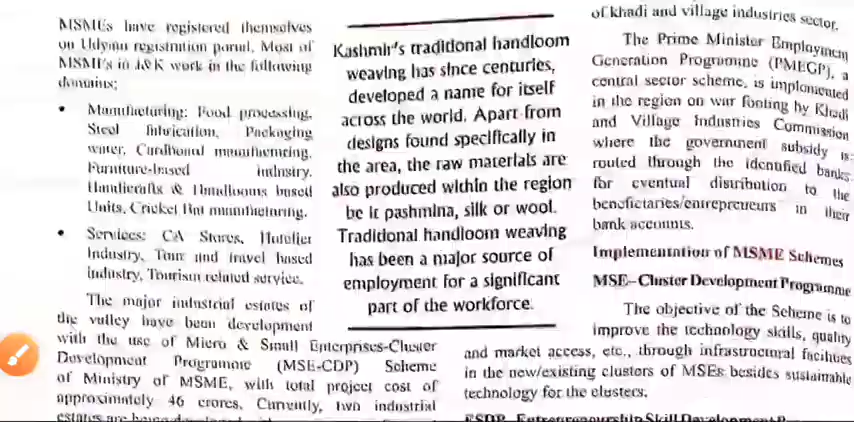 MSMEs have registered themselves
on Udyam registration portal. Most of
MSMEs in J&K work in the following
domains:
• Manufacturing: Food processing,
Steel fabrication, Packaging
water, Cardboard manufacturing,
Furniture-based industry,
Handicrafts & Handlooms based
Units, Cricket Bat manufacturing.
• Services: CA Stores, Hotelier
Industry, Tour and travel based
industry, Tourism related service.
The major industrial estates of
the valley have been development
with the use of Micro & Small Enterprises-Cluster
Development Programme (MSE-CDP) Scheme
of Ministry of MSME, with total project cost of
approximately 46 crores. Currently, two industrial
estates are being
Kashmir's traditional handloom
weaving has since centuries,
developed a name for itself
across the world. Apart from
designs found specifically in
the area, the raw materials are
also produced within the region
be it pashmina, silk or wool.
Traditional handloom weaving
has been a major source of
employment for a significant
part of the workforce.
of khadi and village industries sector.
The Prime Minister Employment
Generation Programme (PMEGP), a
central sector scheme, is implemented
in the region on war footing by Khadi
and Village Industries Commission
where the government subsidy is
routed through the identified banks
for eventual distribution to the
beneficiaries/entrepreneurs in their
bank accounts.
Implementation of MSME Schemes
MSE–Cluster Development Programme
The objective of the Scheme is to
improve the technology skills, quality
and market access, etc., through infrastructural facilities
in the new/existing clusters of MSEs besides sustainable
technology for the clusters.
Entrepreneurship Skill Development